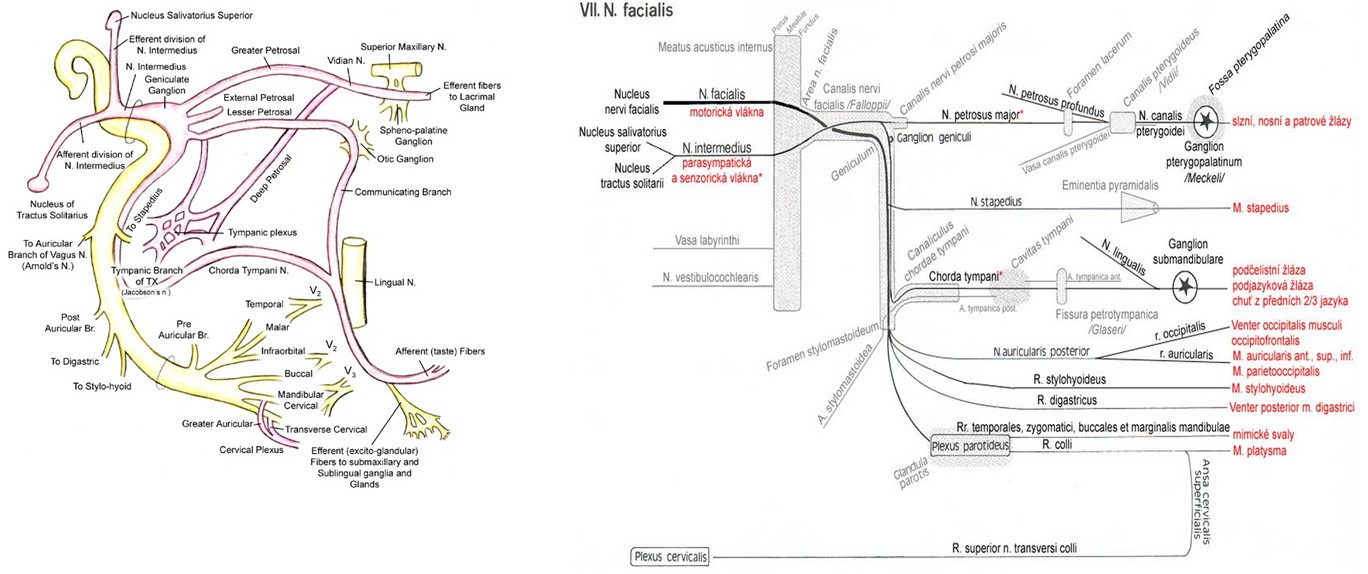 Nucleus Salivatorius Superior
Efferent division of
N. Intermedius
N. Intermedius
Geniculate
Ganglion
Greater Petrosal
Superior Maxillary N.
Vidian N.
Efferent fibers
to Lacrimal
Gland
External Petrosal
Lesser Petrosal
Spheno-palatine
Ganglion
Otic Ganglion
Afferent division of
N. Intermedius
Deep Petrosal
Communicating Branch
Nucleus of
Tractus Solitarius
To Stapedius
To Auricular
Branch of Vagus N.
(Arnold's N.)
Tympanic plexus
Tympanic Branch
of TX
(Jacobson's n.)
Chorda Tympani N.
Lingual N.
V2
Temporal
Post
Auricular Br.
Pre
Auricular Br.
Malar
Infraorbital
V2
Afferent (taste) Fibers
To Digastric
Buccal
V3
To Stylo-hyoid
Mandibular
Cervical
Greater Auricular
Transverse Cervical
Cervical Plexus
Efferent (excito-glandular)
Fibers to submaxillary and
Sublingual ganglia and
Glands
VII. N. facialis
Porus
Meatus
Fundus
Meatus acusticus internus
Area n. facialis
Canalis nervi
facialis /Falloppii/
Canalis nervi petrosi majoris
Foramen lacerum
Canalis pterygoideus
/Vidii/
Fossa pterygopalatina
Nucleus
nervi facialis
N. facialis
motorická vlákna
N. petrosus profundus
N. petrosus major*
N. canalis
pterygoidei
slzní, nosní a patrové žlázy
Nucleus salivatorius
superior
N. intermedius
parasympatická
a senzorická vlákna*
Nucleus
tractus solitarii
Ganglion geniculi
Geniculum
Vasa canalis pterygoidei
Ganglion
pterygopalatinum
/Meckeli/
Eminentia pyramidalis
N. stapedius
M. stapedius
Vasa labyrinthi
N. vestibulocochlearis
Canaliculus
chordae tympani
Cavitas tympani
N. lingualis
Ganglion
submandibulare
Chorda tympani*
A. tympanica ant.
A. tympanica post.
Fissura petrotympanica
/Glaseri/
podčelistní žláza
podjazyková žláza
chuť z předních 2/3 jazyka
Foramen stylomastoideum
A. stylomastoidea
r. occipitalis
Venter occipitalis musculi
occipitofrontalis
N.auricularis posterior
r. auricularis
M. auricularis ant., sup., inf.
M. parietooccipitalis
R. stylohyoideus
M. stylohyoideus
R. digastricus
Venter posterior m. digastrici
Rr. temporales, zygomatici, buccales et marginalis mandibulae
mimické svaly
Plexus parotideus
R. colli
M. platysma
Glandula
parotis
Ansa cervicalis
superficialis
Plexus cervicalis
R. superior n. transversi colli